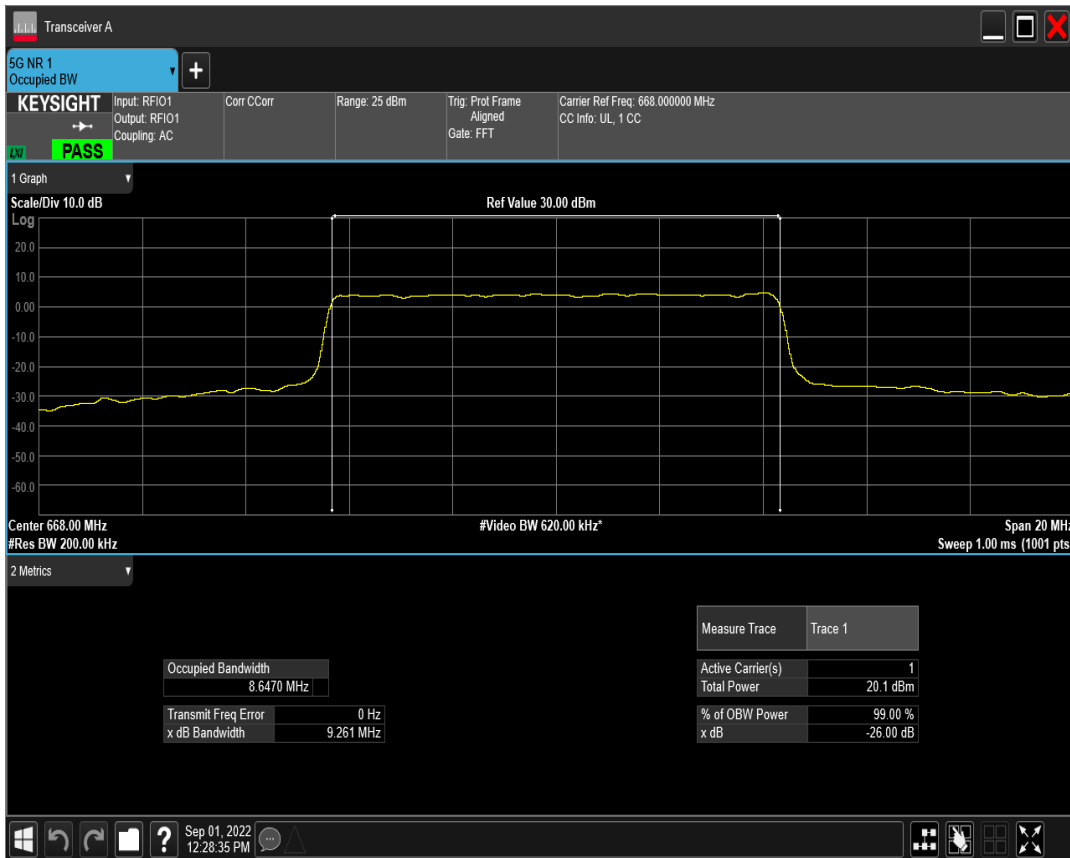 Transceiver A
5G NR 1
Occupied BW
KEYSIGHT
LXI
PASS
Input: RFIO1
Output: RFIO1
Coupling: AC
Corr CCorr
Range: 25 dBm
Trig: Prot Frame
Aligned
Gate: FFT
Carrier Ref Freq: 668.000000 MHz
CC Info: UL, 1 CC
1 Graph
Scale/Div 10.0 dB
Ref Value 30.00 dBm
Log
20.0
10.0
0.00
-10.0
-20.0
-30.0
-40.0
-50.0
-60.0
Center 668.00 MHz
#Video BW 620.00 kHz*
Span 20 MHz
#Res BW 200.00 kHz
Sweep 1.00 ms (1001 pts
2 Metrics
Measure Trace Trace 1
Occupied Bandwidth
8.6470 MHz
Active Carrier(s) 1
Total Power 20.1 dBm
Transmit Freq Error 0 Hz
x dB Bandwidth 9.261 MHz
% of OBW Power 99.00 %
x dB -26.00 dB
?
Sep 01, 2022
12:28:35 PM